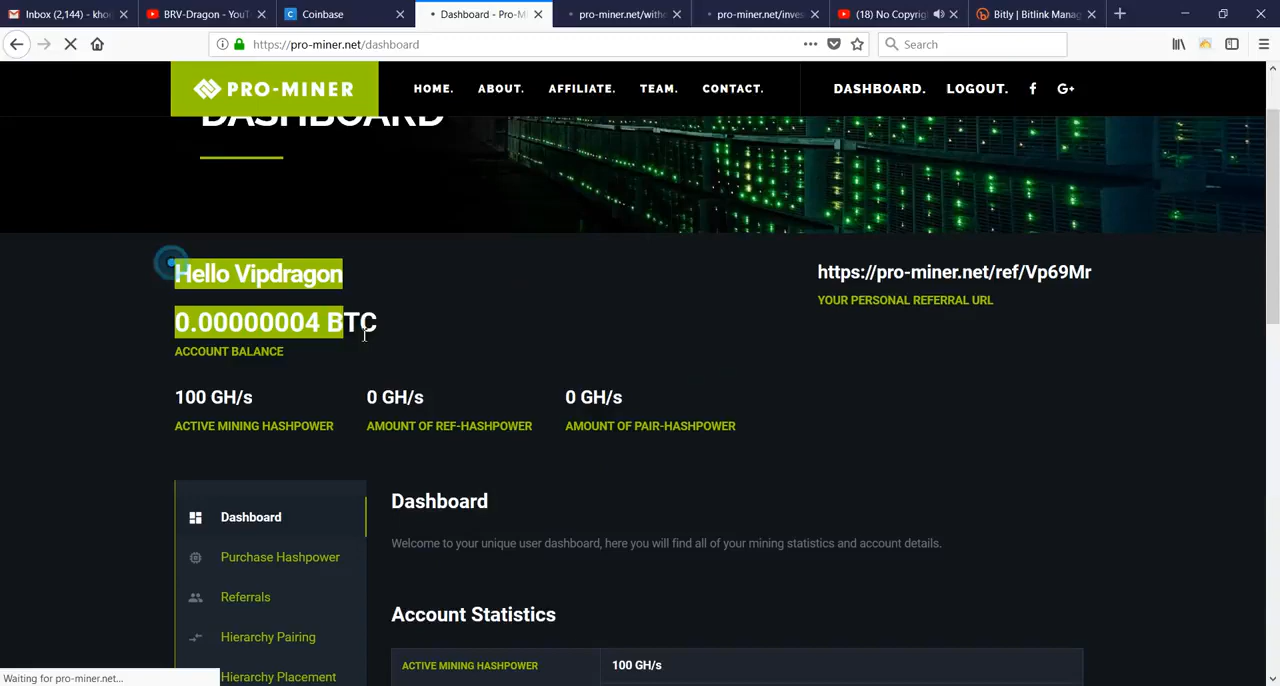 Inbox (2,144) - khoe
BRV-Dragon - YouT
Coinbase
Dashboard - Pro-M
pro-miner.net/with
pro-miner.net/inves
(18) No Copyrig
Bitly | Bitlink Manag
https://pro-miner.net/dashboard
Search
PRO-MINER
HOME.
ABOUT.
AFFILIATE.
TEAM.
CONTACT.
DASHBOARD.
LOGOUT.
G+
DASHBOARD
Hello Vipdragon
https://pro-miner.net/ref/Vp69Mr
YOUR PERSONAL REFERRAL URL
0.00000004 BTC
ACCOUNT BALANCE
100 GH/s
0 GH/s
0 GH/s
ACTIVE MINING HASHPOWER
AMOUNT OF REF-HASHPOWER
AMOUNT OF PAIR-HASHPOWER
Dashboard
Purchase Hashpower
Referrals
Hierarchy Pairing
Hierarchy Placement
Dashboard
Welcome to your unique user dashboard, here you will find all of your mining statistics and account details.
Account Statistics
ACTIVE MINING HASHPOWER
100 GH/s
Waiting for pro-miner.net...